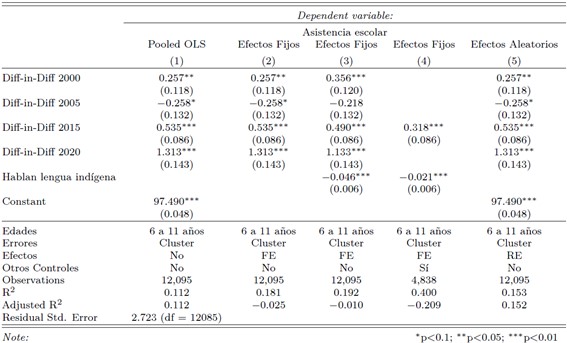 Dependent variable:
Asistencia escolar
Pooled OLS Efectos Fijos Efectos Fijos Efectos Fijos Efectos Aleatorios
(1) (2) (3) (4) (5)
Diff-in-Diff 2000 0.257** 0.257** 0.356*** 0.257**
(0.118) (0.118) (0.120) (0.118)
Diff-in-Diff 2005 −0.258* −0.258* −0.218 −0.258*
(0.132) (0.132) (0.132) (0.132)
Diff-in-Diff 2015 0.535*** 0.535*** 0.490*** 0.318*** 0.535***
(0.086) (0.086) (0.086) (0.086) (0.086)
Diff-in-Diff 2020 1.313*** 1.313*** 1.133*** 1.313***
(0.143) (0.143) (0.143) (0.143)
Hablan lengua indígena −0.046*** −0.021***
(0.006) (0.006)
Constant 97.490*** 97.490***
(0.048) (0.048)
Edades 6 a 11 años 6 a 11 años 6 a 11 años 6 a 11 años 6 a 11 años
Errores Cluster Cluster Cluster Cluster Cluster
Efectos No FE FE FE RE
Otros Controles No No No Sí No
Observations 12,095 12,095 12,095 4,838 12,095
R² 0.112 0.181 0.192 0.400 0.153
Adjusted R² 0.112 −0.025 −0.010 −0.209 0.152
Residual Std. Error 2.723 (df = 12085)
Note: *p<0.1; **p<0.05; ***p<0.01